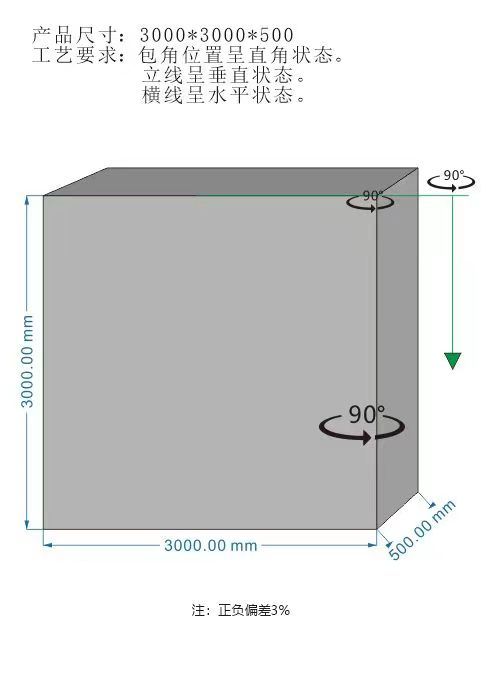 产品尺寸：3000*3000*500
工艺要求：包角位置呈直角状态。
立线呈垂直状态。
横线呈水平状态。
90°
90°
3000.00 mm
90°
3000.00 mm
500.00 mm
注：正负偏差3%